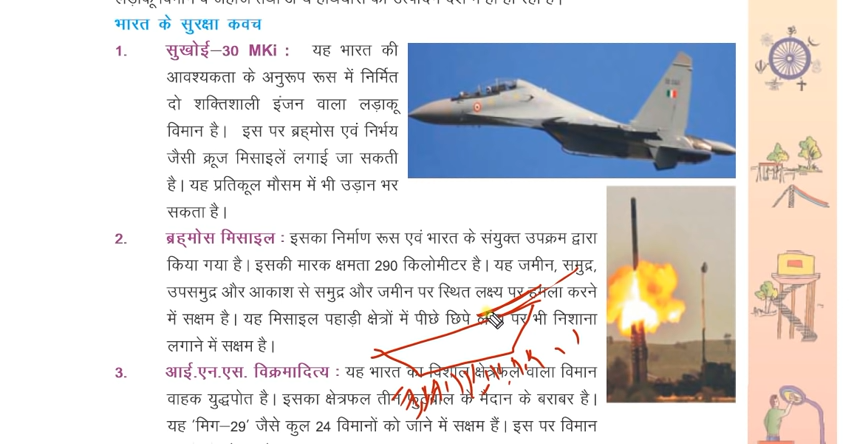 भारत के सुरक्षा कवच
1. सुखोई–30 MKi : यह भारत की
आवश्यकता के अनुरूप रूस में निर्मित
दो शक्तिशाली इंजन वाला लड़ाकू
विमान है। इस पर ब्रह्मोस एवं निर्भय
जैसी क्रूज मिसाइलें लगाई जा सकती
है। यह प्रतिकूल मौसम में भी उड़ान भर
सकता है।
2. ब्रह्मोस मिसाइल : इसका निर्माण रूस एवं भारत के संयुक्त उपक्रम द्वारा
किया गया है। इसकी मारक क्षमता 290 किलोमीटर है। यह जमीन, समुद्र,
उपसमुद्र और आकाश से समुद्र और जमीन पर स्थित लक्ष्य पर हमला करने
में सक्षम है। यह मिसाइल पहाड़ी क्षेत्रों में पीछे छिपे पर भी निशाना
लगाने में सक्षम है।
3. आई.एन.एस. विक्रमादित्य : यह भारत का विशाल क्षेत्रफल वाला विमान
वाहक युद्धपोत है। इसका क्षेत्रफल तीन फुटबाल के मैदान के बराबर है।
यह 'मिग–29' जैसे कुल 24 विमानों को जाने में सक्षम हैं। इस पर विमान